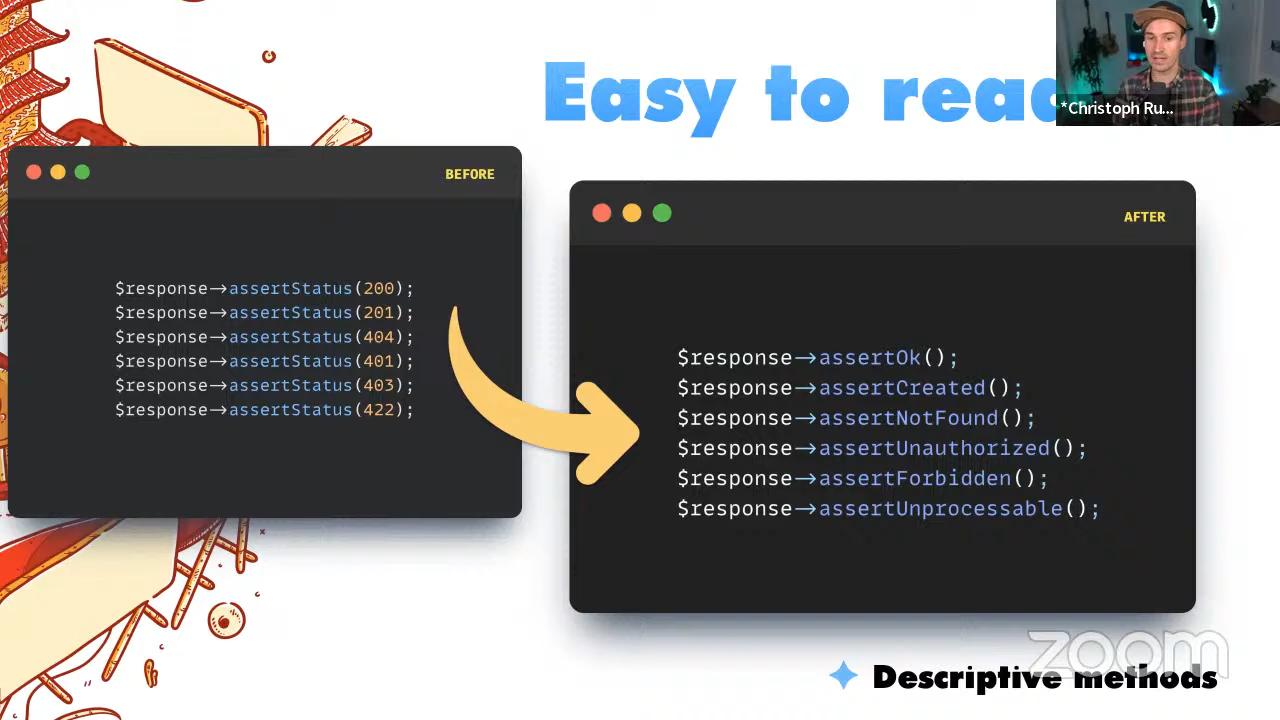 Easy to read
*Christoph Ru...
BEFORE
$response->assertStatus(200);
$response->assertStatus(201);
$response->assertStatus(404);
$response->assertStatus(401);
$response->assertStatus(403);
$response->assertStatus(422);
AFTER
$response->assertOk();
$response->assertCreated();
$response->assertNotFound();
$response->assertUnauthorized();
$response->assertForbidden();
$response->assertUnprocessable();
zoom
Descriptive methods